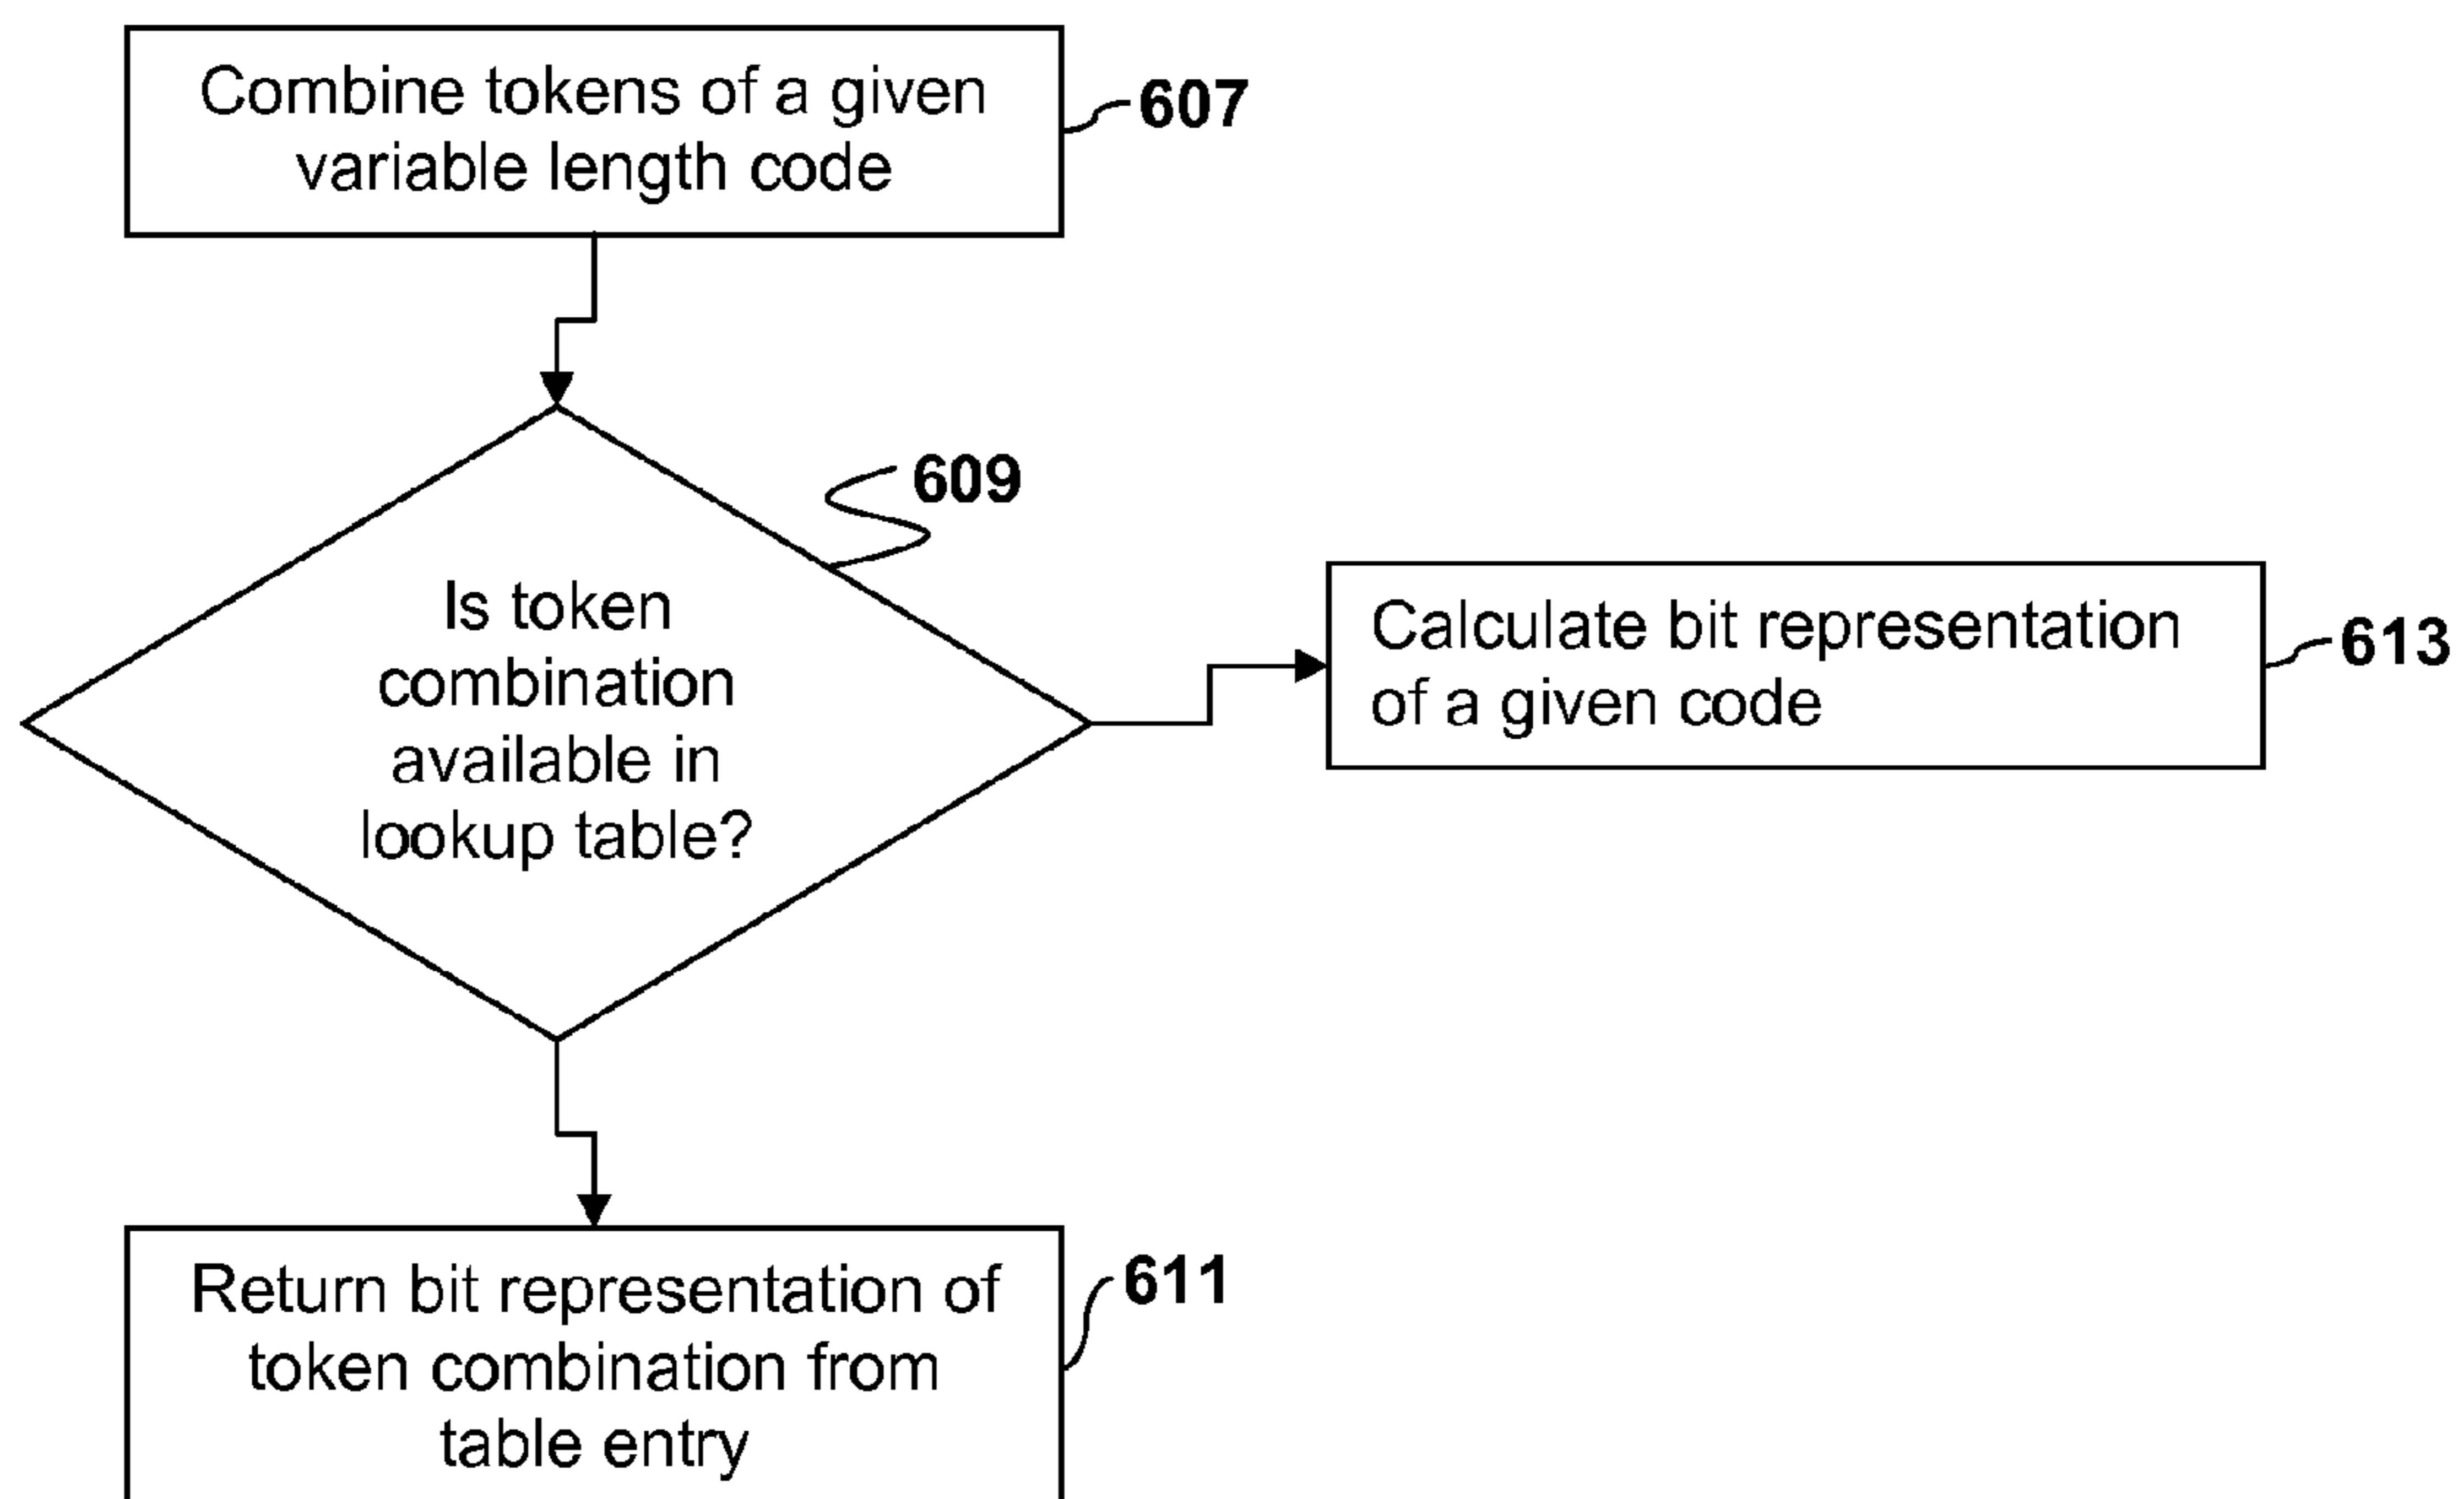 Combine tokens of a given
variable length code
607
609
Is token
combination
available in
lookup table?
Calculate bit representation
of a given code
613
Return bit representation of
token combination from
table entry
611